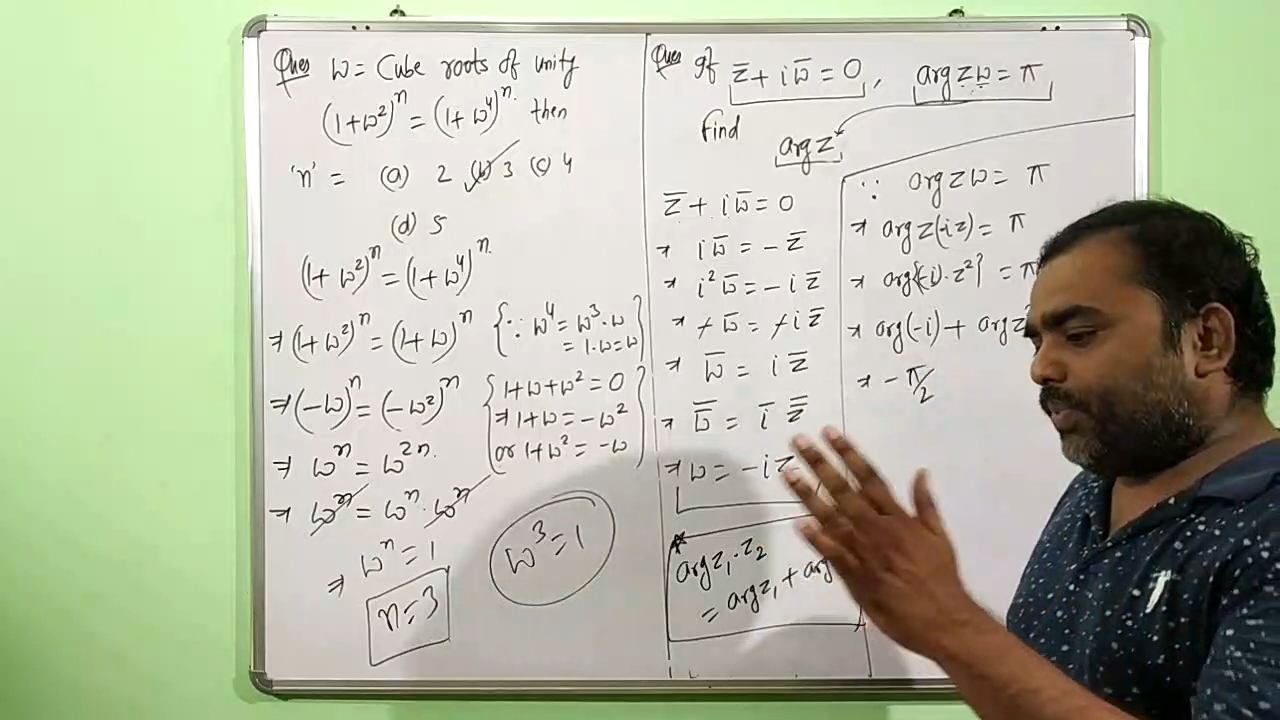 Ques ω = Cube roots of unity
(1+ω²)ⁿ = (1+ω⁴)ⁿ then
'n' = (a) 2 (b) 3 (c) 4
(d) 5
(1+ω²)ⁿ = (1+ω⁴)ⁿ
⇒ (1+ω²)ⁿ = (1+ω)ⁿ {∵ ω⁴ = ω³·ω
= 1·ω = ω}
⇒ (-ω)ⁿ = (-ω²)ⁿ {1+ω+ω² = 0
⇒ 1+ω = -ω²
⇒ ωⁿ = ω²ⁿ or 1+ω² = -ω}
⇒ ωⁿ = ωⁿ·ωⁿ
⇒ ωⁿ = 1
n = 3
ω³ = 1
Ques If z̅ + iω̅ = 0, arg zω = π
find
arg z
z̅ + iω̅ = 0
⇒ iω̅ = -z̅
⇒ i²ω̅ = -i z̅
⇒ -ω̅ = -i z̅
⇒ ω̅ = i z̅
⇒ ω̿ = i̅ z̿
⇒ ω = -iz
* arg z₁·z₂
= arg z₁ + arg
∵ arg zω = π
⇒ arg z(-iz) = π
⇒ arg{(-i)·z²} = π
⇒ arg(-i) + arg z²
⇒ -π/2